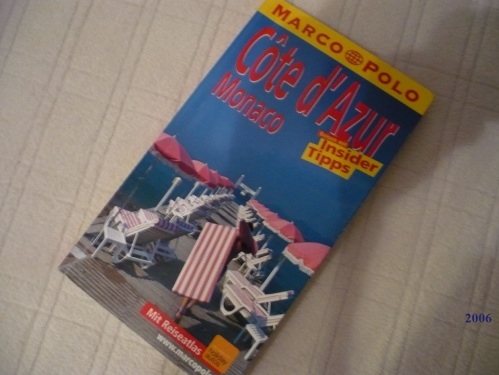 MARCO POLO
Côte d'Azur
Monaco
Insider
Tipps
Mit Reiseatlas
www.marcopolo
2006